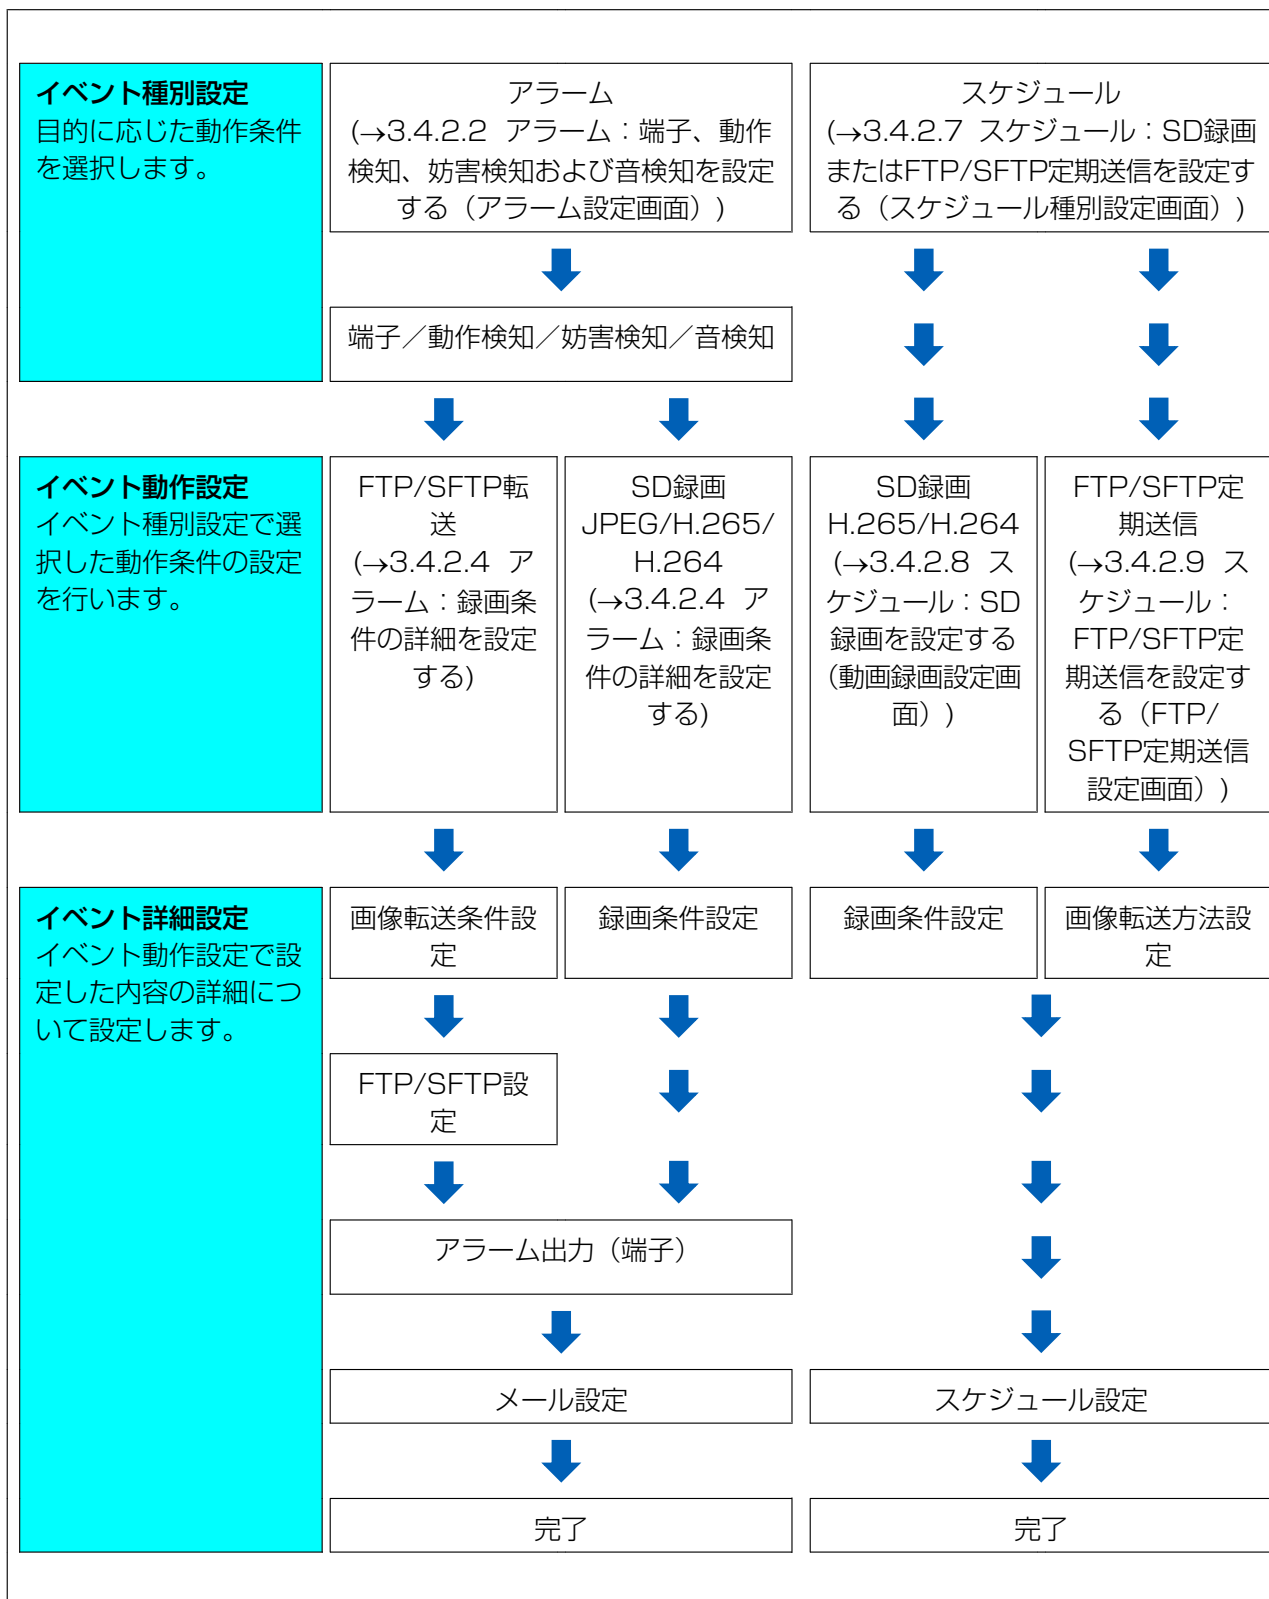 イベント種別設定
目的に応じた動作条件
を選択します。
アラーム
(→3.4.2.2 アラーム：端子、動作
検知、妨害検知および音検知を設定
する（アラーム設定画面）)
スケジュール
(→3.4.2.7 スケジュール：SD録画
またはFTP/SFTP定期送信を設定す
る（スケジュール種別設定画面）)
端子／動作検知／妨害検知／音検知
イベント動作設定
イベント種別設定で選
択した動作条件の設定
を行います。
FTP/SFTP転
送
(→3.4.2.4 ア
ラーム：録画条
件の詳細を設定
する)
SD録画
JPEG/H.265/
H.264
(→3.4.2.4 ア
ラーム：録画条
件の詳細を設定
する)
SD録画
H.265/H.264
(→3.4.2.8 ス
ケジュール：SD
録画を設定する
（動画録画設定画
面）)
FTP/SFTP定
期送信
(→3.4.2.9 ス
ケジュール：
FTP/SFTP定
期送信を設定す
る（FTP/
SFTP定期送信
設定画面）)
イベント詳細設定
イベント動作設定で設
定した内容の詳細につ
いて設定します。
画像転送条件設
定
録画条件設定
録画条件設定
画像転送方法設
定
FTP/SFTP設
定
アラーム出力（端子）
メール設定
スケジュール設定
完了
完了